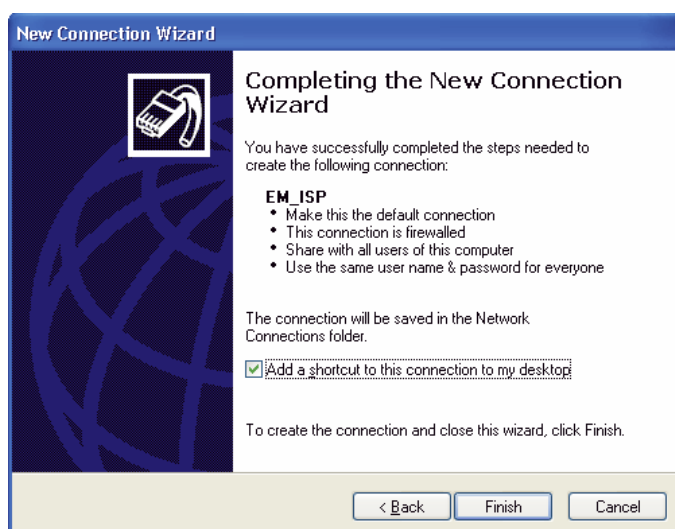 New Connection Wizard
Completing the New Connection
Wizard
You have successfully completed the steps needed to
create the following connection:
EM_ISP
• Make this the default connection
• This connection is firewalled
• Share with all users of this computer
• Use the same user name & password for everyone
The connection will be saved in the Network
Connections folder.
Add a shortcut to this connection to my desktop
To create the connection and close this wizard, click Finish.
< Back Finish Cancel